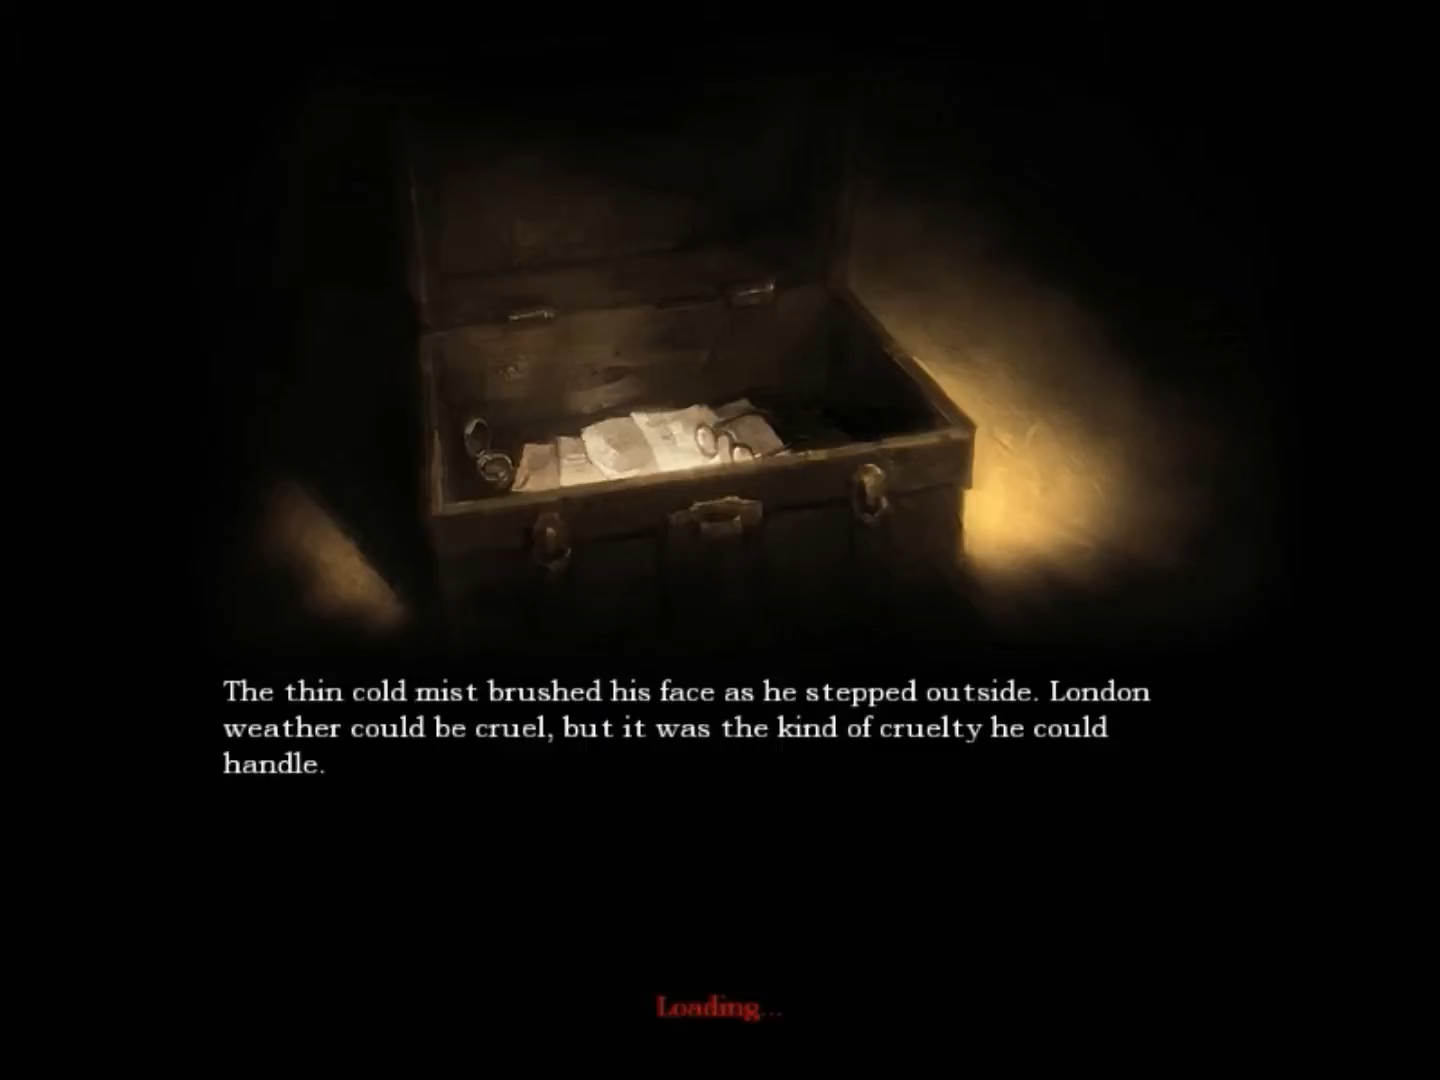 The thin cold mist brushed his face as he stepped outside. London
weather could be cruel, but it was the kind of cruelty he could
handle.
Loading...